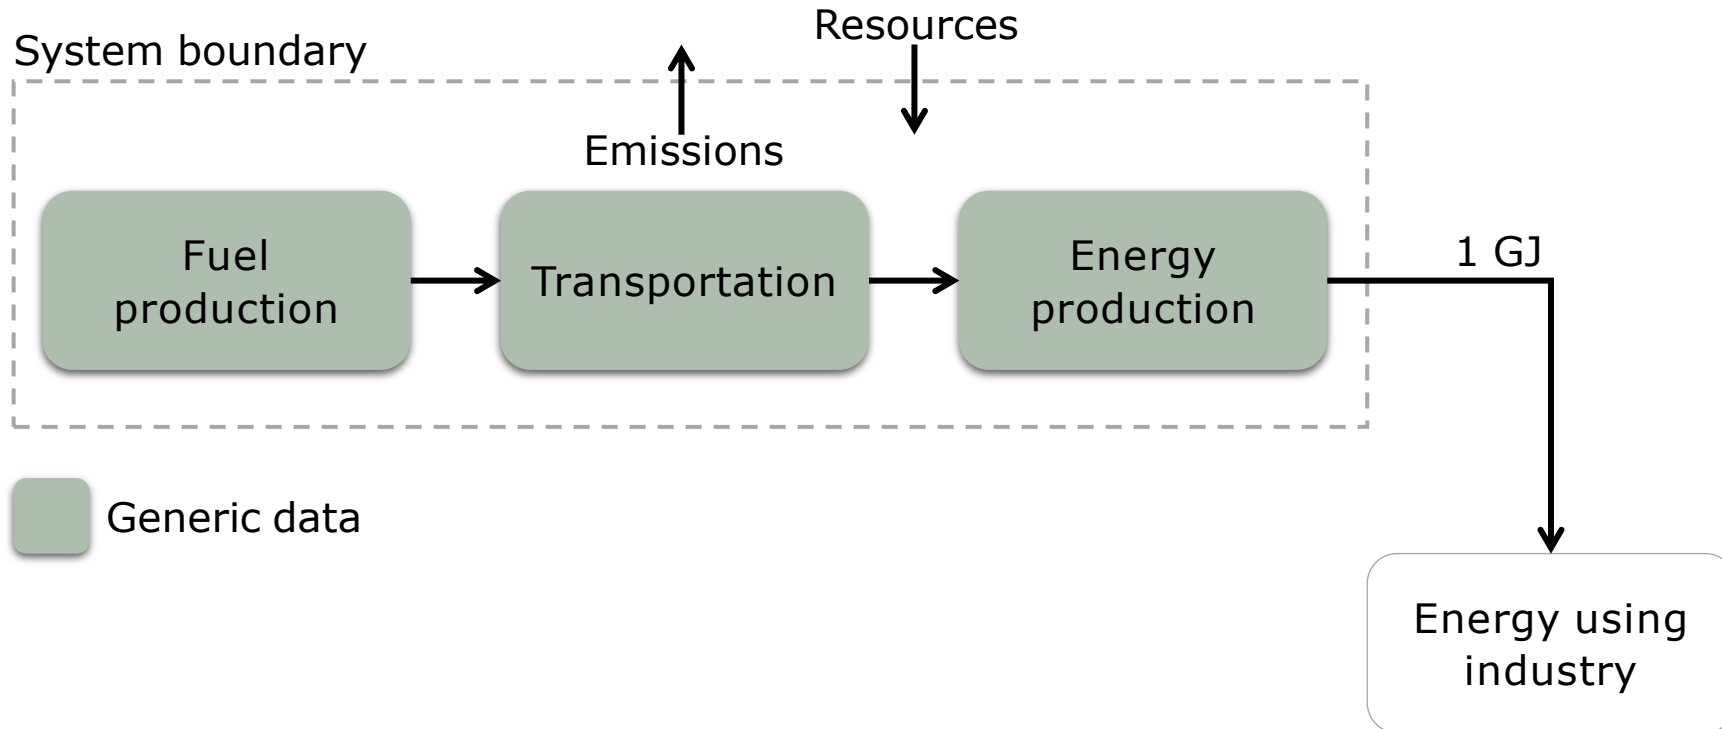 Resources
System boundary
Emissions
Fuel
production
Transportation
Energy
production
1 GJ
Generic data
Energy using
industry